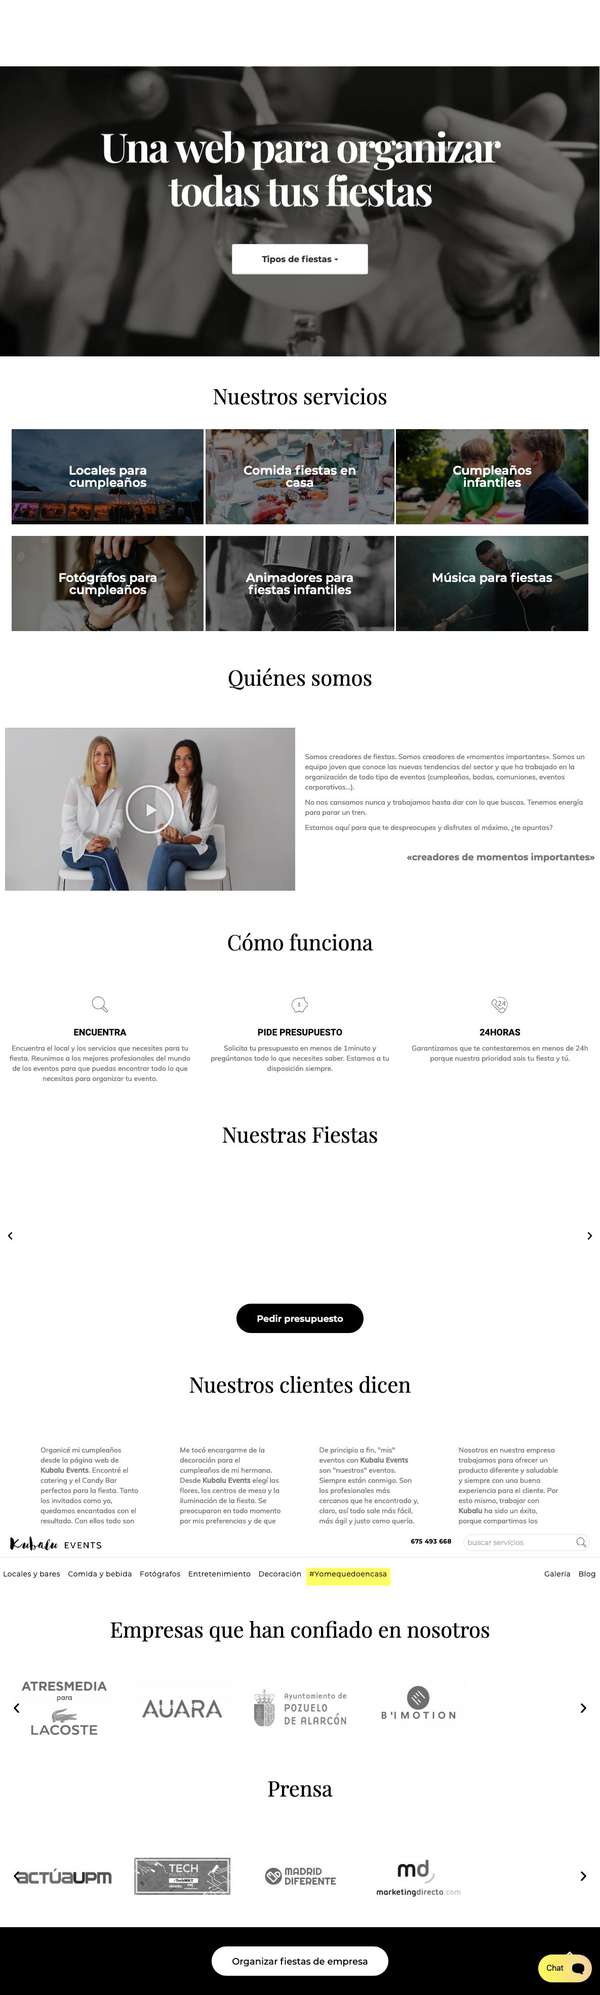 Una web para organizar
todas tus fiestas
Tipos de fiestas
Nuestros servicios
Locales para
cumpleaños
Comida fiestas en
casa
Cumpleaños
infantiles
Fotógrafos para
cumpleaños
Animadores para
fiestas infantiles
Música para fiestas
Quiénes somos
Somos creadores de fiestas. Somos creadores de «momentos importantes». Somos un
equipo joven que conoce las nuevas tendencias del sector y que ha trabajado en la
organización de todo tipo de eventos (cumpleaños, bodas, comuniones, eventos
corporativos...).
No nos cansamos nunca y trabajamos hasta dar con lo que buscas. Tenemos energía
para parar un tren.
Estamos aquí para que te despreocupes y disfrutes al máximo, ¿te apuntas?
«creadores de momentos importantes»
Cómo funciona
ENCUENTRA
Encuentra el local y los servicios que necesites para tu
fiesta. Reunimos a los mejores profesionales del mundo
de los eventos para que puedas encontrar todo lo que
necesitas para organizar tu evento.
PIDE PRESUPUESTO
Solicita tu presupuesto en menos de 1minuto y
pregúntanos todo lo que necesites saber. Estamos a tu
disposición siempre.
24
24HORAS
Garantizamos que te contestaremos en menos de 24h
porque nuestra prioridad sois tu fiesta y tú.
Nuestras Fiestas
Pedir presupuesto
Nuestros clientes dicen
Organicé mi cumpleaños
desde la página web de
Kubalu Events. Encontré el
catering y el Candy Bar
perfectos para la fiesta. Tanto
los invitados como yo,
quedamos encantados con el
resultado. Con ellos todo son
Me tocó encargarme de la
decoración para el
cumpleaños de mi hermana.
Desde Kubalu Events elegí las
flores, los centros de mesa y la
iluminación de la fiesta. Se
preocuparon en todo momento
por mis preferencias y de que
De principio a fin, "mis"
eventos con Kubalu Events
son "nuestros" eventos.
Siempre están conmigo. Son
los profesionales más
cercanos que he encontrado y,
claro, así todo sale más fácil,
más ágil y justo como quería.
Nosotros en nuestra empresa
trabajamos para ofrecer un
producto diferente y saludable
y siempre con una buena
experiencia para el cliente. Por
esto mismo, trabajar con
Kubalu ha sido un éxito,
porque compartimos los
Kubalu EVENTS
675 493 668
buscar servicios
Locales y bares Comida y bebida Fotógrafos Entretenimiento Decoración #Yomequedoencasa Galería Blog
Empresas que han confiado en nosotros
ATRESMEDIA
para
LACOSTE
AUARA
Ayuntamiento de
POZUELO
DE ALARCÓN
B'IMOTION
Prensa
actúaupm
TECH
MADRID
DIFERENTE
md
marketingdirecto.com
Organizar fiestas de empresa
Chat